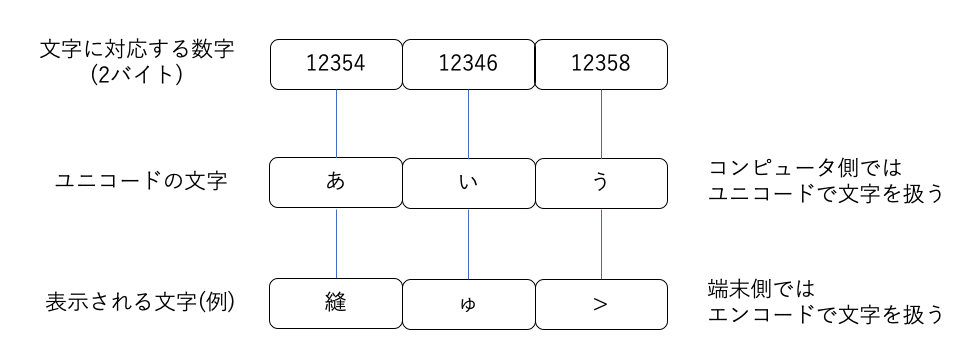 文字に対応する数字
(2バイト)
12354 12346 12358
ユニコードの文字
あ い う
コンピュータ側では
ユニコードで文字を扱う
表示される文字(例)
縫 ゅ >
端末側では
エンコードで文字を扱う